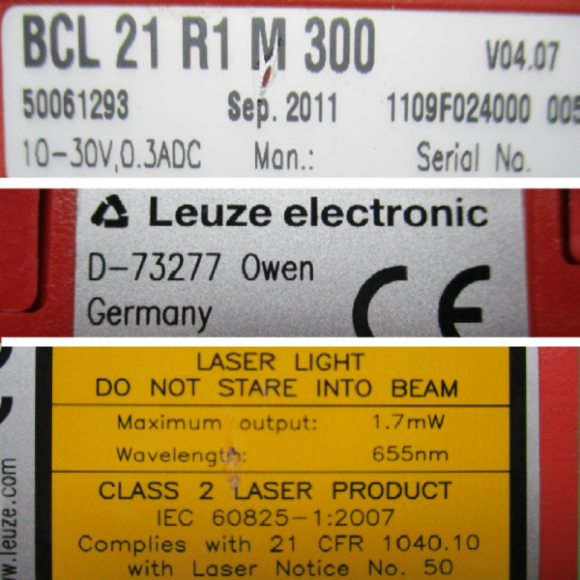 BCL 21 R1 M 300 V04.07
50061293 Sep. 2011 1109F024000 005
10-30V,0.3ADC Man.: Serial No.
Leuze electronic
D-73277 Owen
Germany
CE
LASER LIGHT
DO NOT STARE INTO BEAM
Maximum output: 1.7mW
Wavelength: 655nm
CLASS 2 LASER PRODUCT
IEC 60825-1:2007
Complies with 21 CFR 1040.10
with Laser Notice No. 50
w.leuze.com